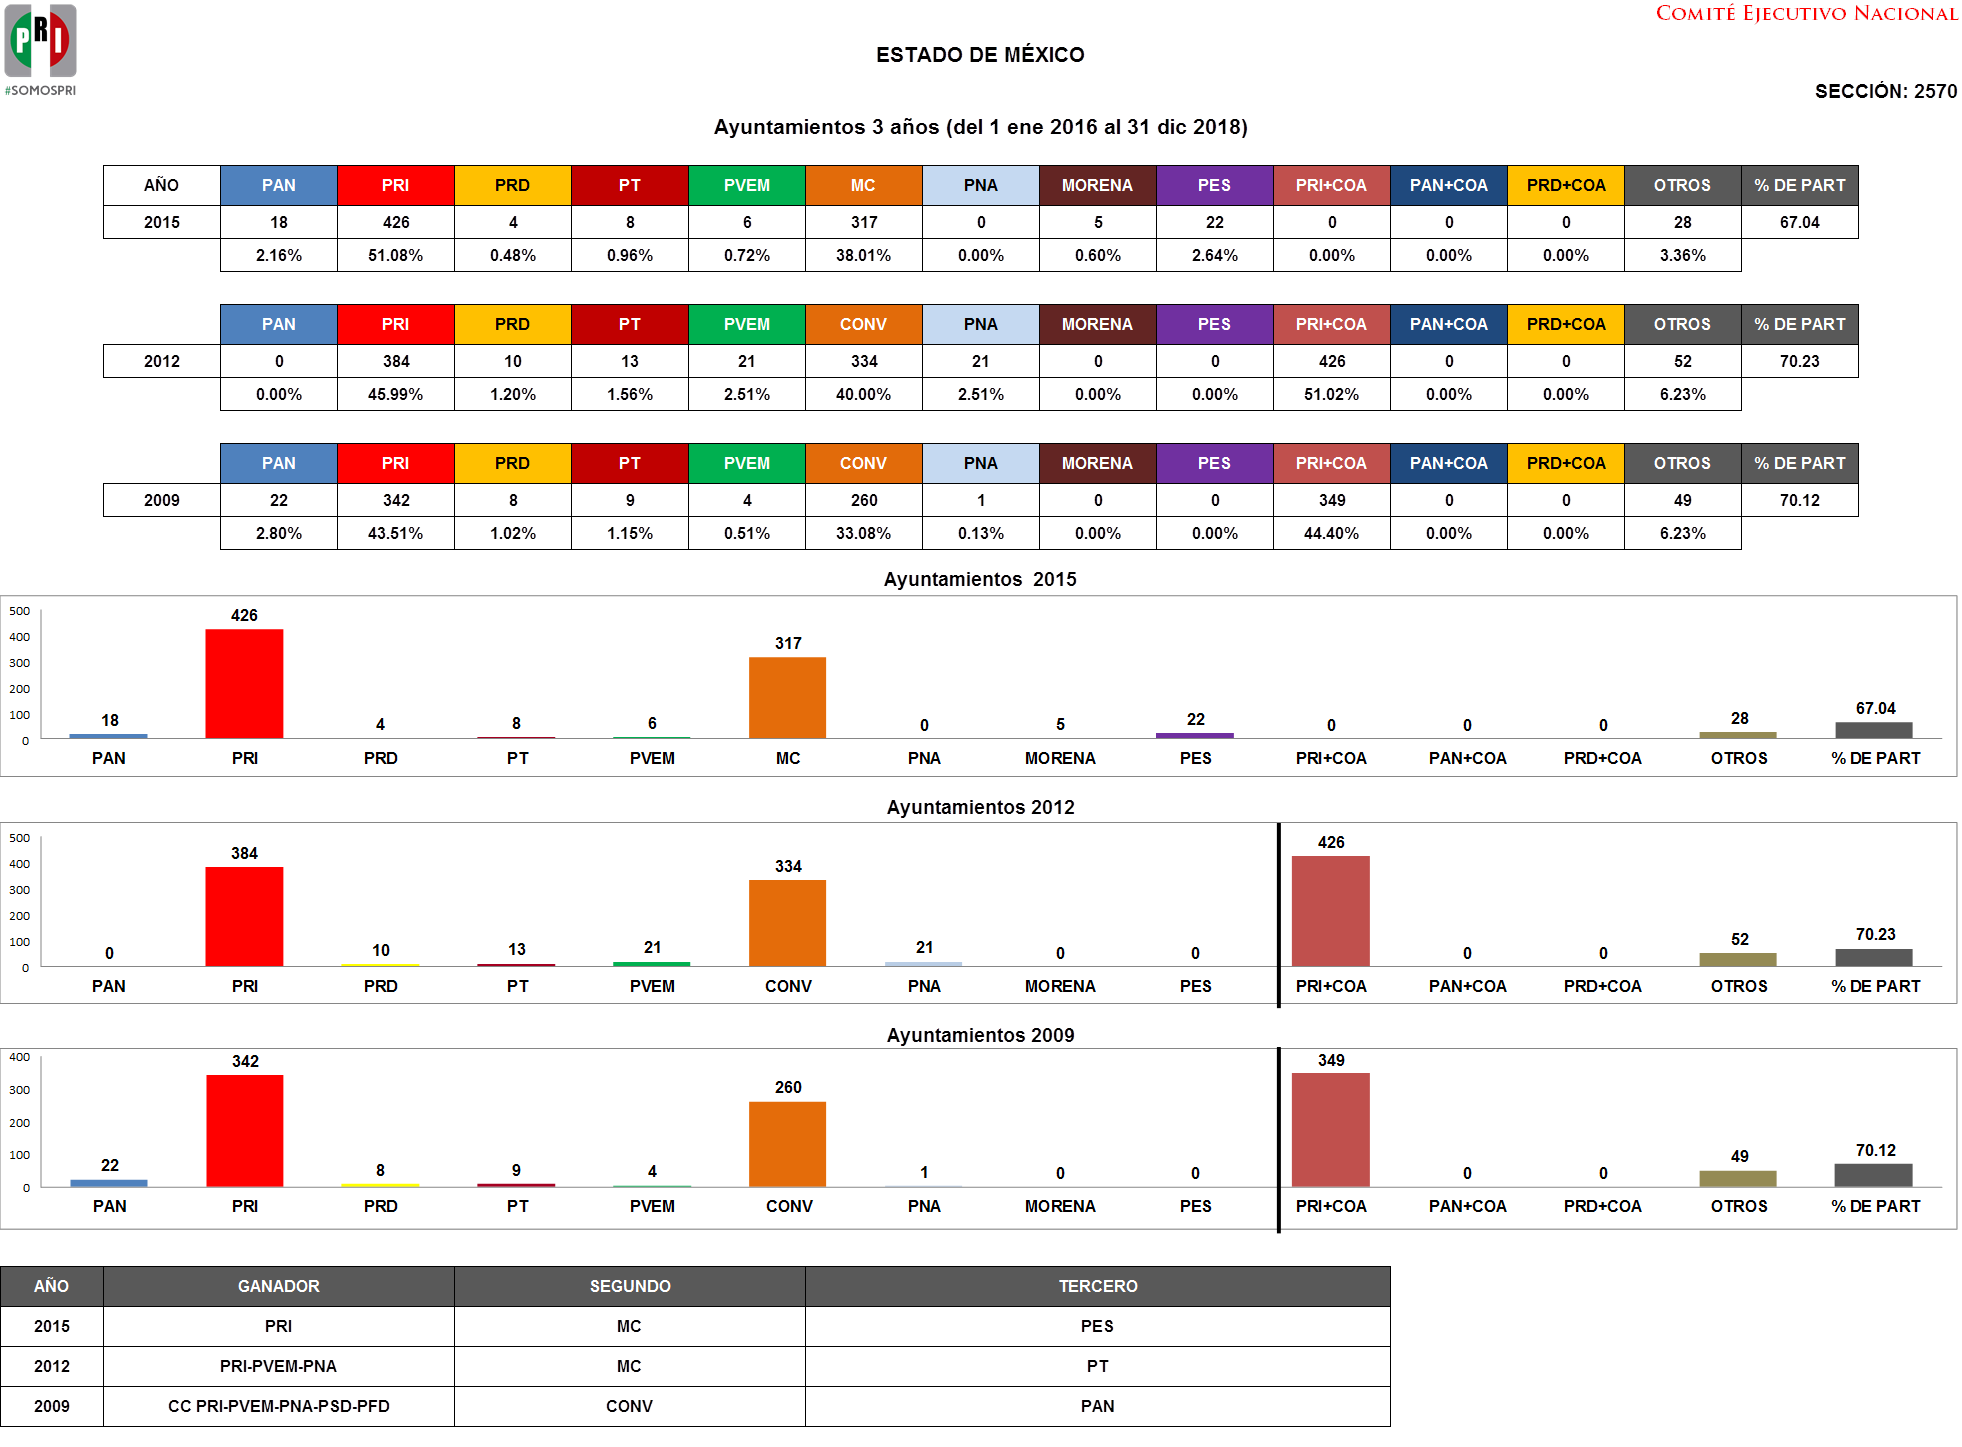 PRI
#SOMOSPRI
COMITÉ EJECUTIVO NACIONAL
ESTADO DE MÉXICO
SECCIÓN: 2570
Ayuntamientos 3 años (del 1 ene 2016 al 31 dic 2018)
AÑO PAN PRI PRD PT PVEM MC PNA MORENA PES PRI+COA PAN+COA PRD+COA OTROS % DE PART
2015 18 426 4 8 6 317 0 5 22 0 0 0 28 67.04
2.16% 51.08% 0.48% 0.96% 0.72% 38.01% 0.00% 0.60% 2.64% 0.00% 0.00% 0.00% 3.36%
PAN PRI PRD PT PVEM CONV PNA MORENA PES PRI+COA PAN+COA PRD+COA OTROS % DE PART
2012 0 384 10 13 21 334 21 0 0 426 0 0 52 70.23
0.00% 45.99% 1.20% 1.56% 2.51% 40.00% 2.51% 0.00% 0.00% 51.02% 0.00% 0.00% 6.23%
PAN PRI PRD PT PVEM CONV PNA MORENA PES PRI+COA PAN+COA PRD+COA OTROS % DE PART
2009 22 342 8 9 4 260 1 0 0 349 0 0 49 70.12
2.80% 43.51% 1.02% 1.15% 0.51% 33.08% 0.13% 0.00% 0.00% 44.40% 0.00% 0.00% 6.23%
Ayuntamientos 2015
500
400
300
200
100
0
18 426 4 8 6 317 0 5 22 0 0 0 28 67.04
PAN PRI PRD PT PVEM MC PNA MORENA PES PRI+COA PAN+COA PRD+COA OTROS % DE PART
Ayuntamientos 2012
500
400
300
200
100
0
0 384 10 13 21 334 21 0 0 426 0 0 52 70.23
PAN PRI PRD PT PVEM CONV PNA MORENA PES PRI+COA PAN+COA PRD+COA OTROS % DE PART
Ayuntamientos 2009
400
300
200
100
0
22 342 8 9 4 260 1 0 0 349 0 0 49 70.12
PAN PRI PRD PT PVEM CONV PNA MORENA PES PRI+COA PAN+COA PRD+COA OTROS % DE PART
AÑO GANADOR SEGUNDO TERCERO
2015 PRI MC PES
2012 PRI-PVEM-PNA MC PT
2009 CC PRI-PVEM-PNA-PSD-PFD CONV PAN